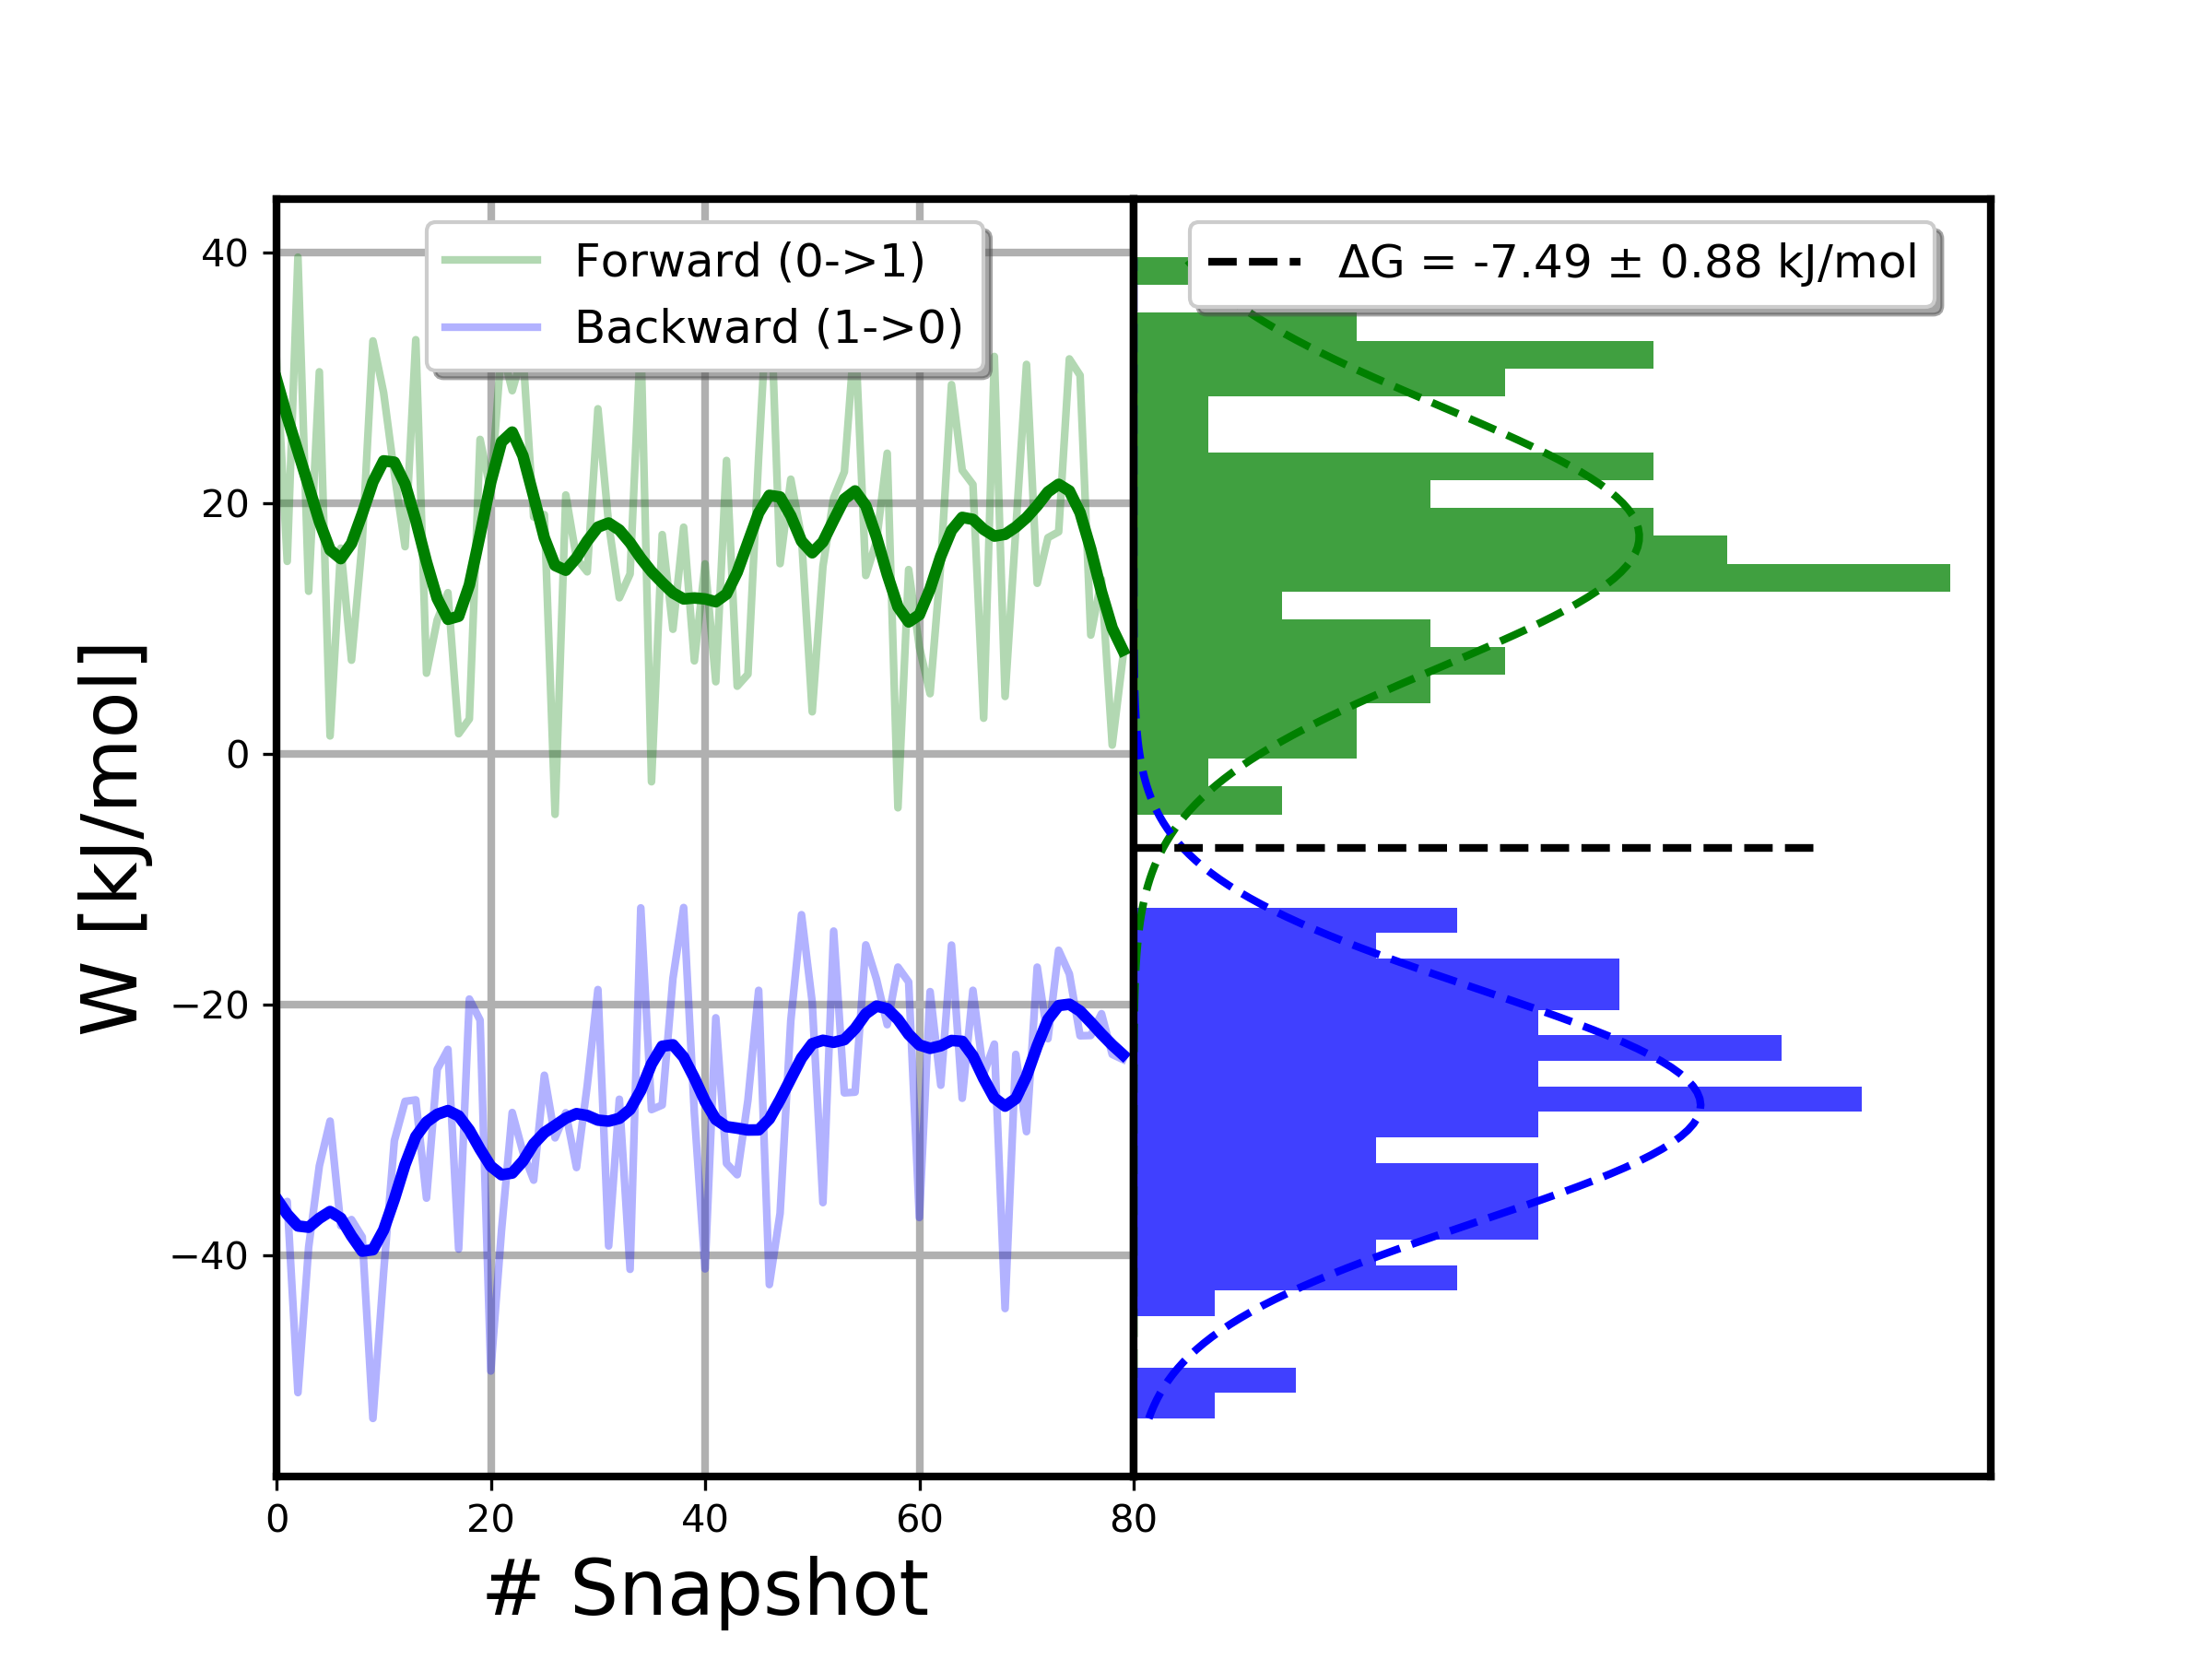 Forward (0->1)
Backward (1->0)
ΔG = -7.49 ± 0.88 kJ/mol
40
20
0
−20
−40
W [kJ/mol]
0 20 40 60 80
# Snapshot